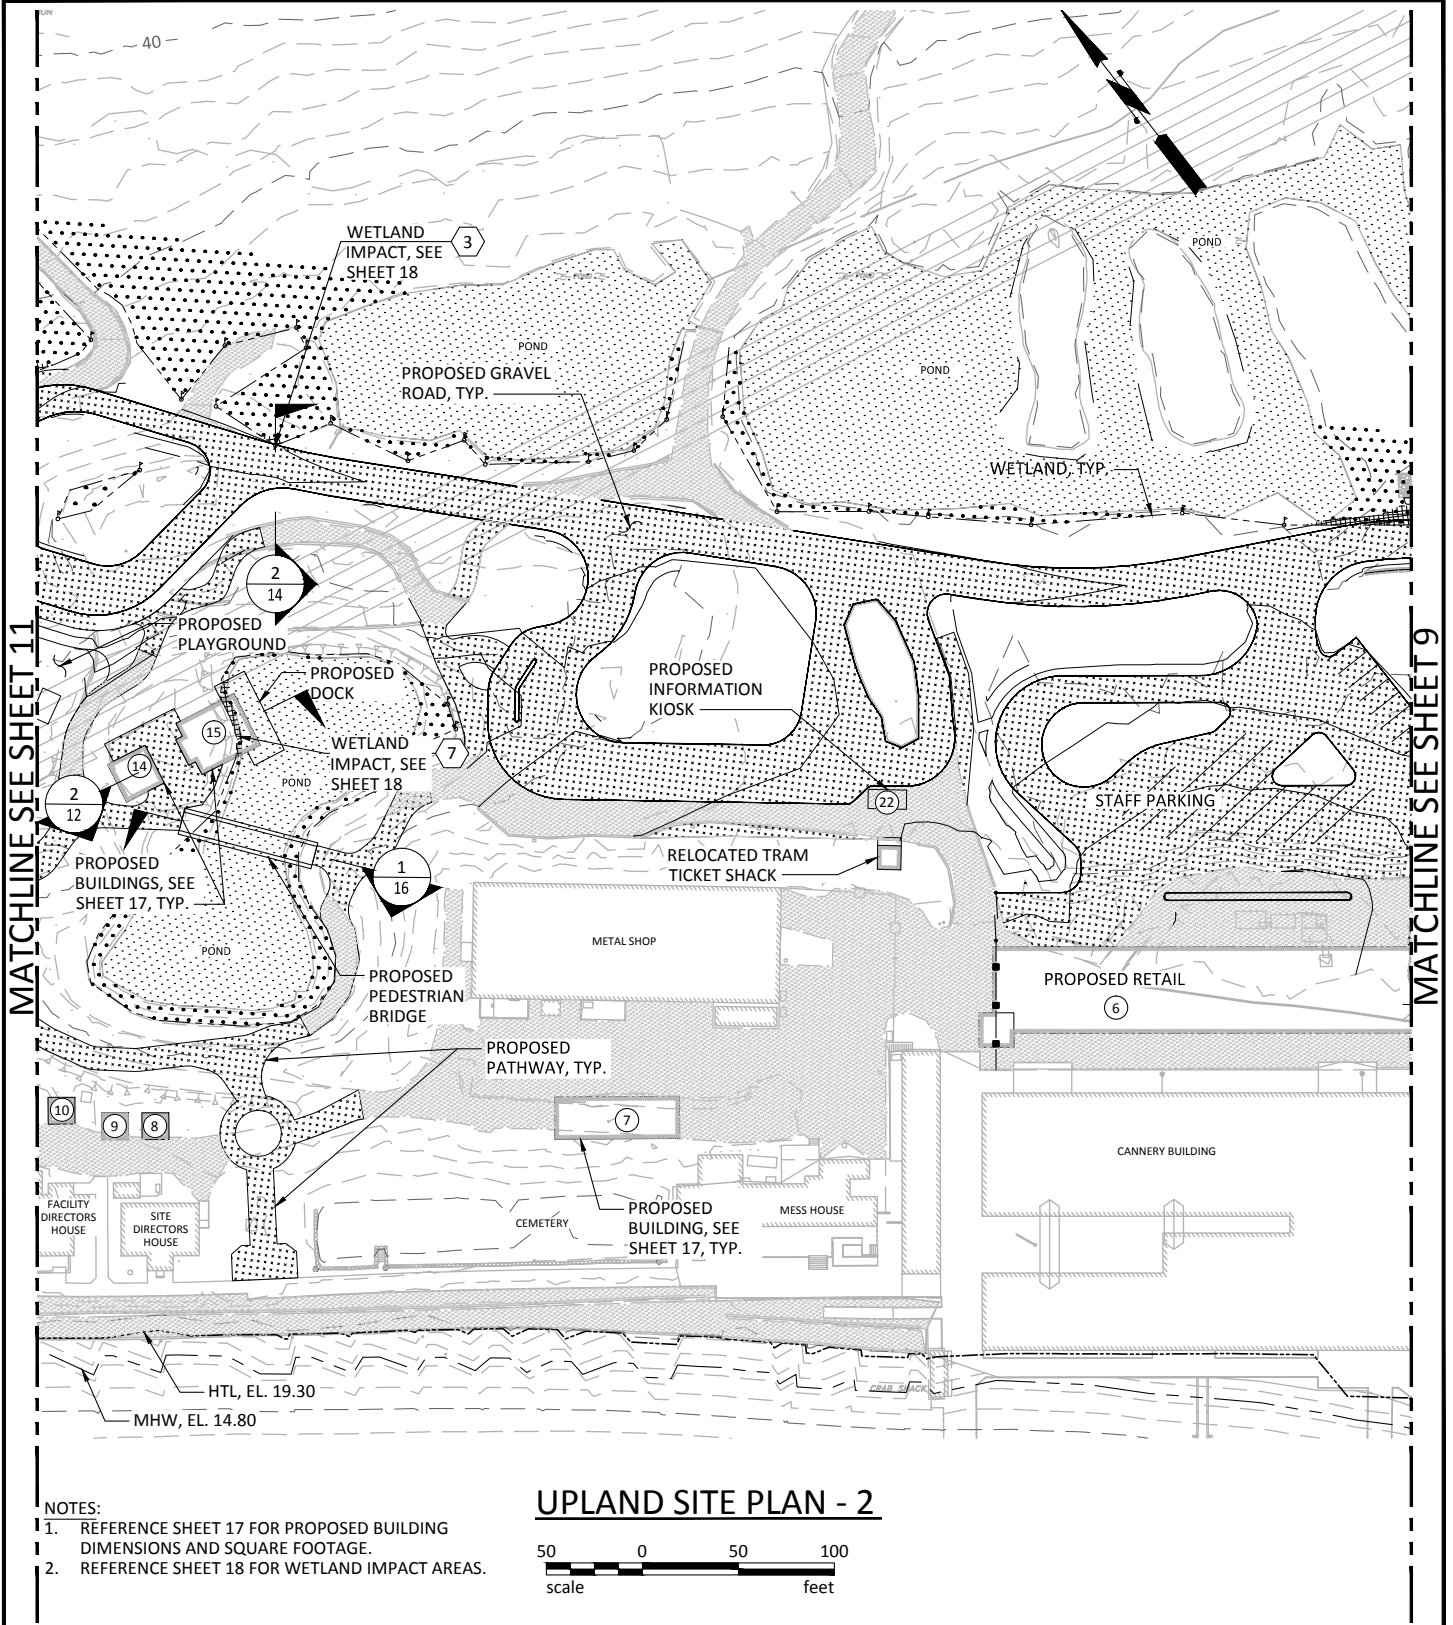 40
WETLAND
IMPACT, SEE
SHEET 18
3
POND
POND
POND
PROPOSED GRAVEL
ROAD, TYP.
WETLAND, TYP.
2
14
PROPOSED
PLAYGROUND
PROPOSED
DOCK
PROPOSED
INFORMATION
KIOSK
MATCHLINE SEE SHEET 11
MATCHLINE SEE SHEET 9
15
14
WETLAND
IMPACT, SEE
SHEET 18
7
POND
2
12
22
STAFF PARKING
PROPOSED
BUILDINGS, SEE
SHEET 17, TYP.
1
16
RELOCATED TRAM
TICKET SHACK
METAL SHOP
POND
PROPOSED
PEDESTRIAN
BRIDGE
PROPOSED RETAIL
6
PROPOSED
PATHWAY, TYP.
10
9
8
7
CANNERY BUILDING
FACILITY
DIRECTORS
HOUSE
SITE
DIRECTORS
HOUSE
CEMETERY
PROPOSED
BUILDING, SEE
SHEET 17, TYP.
MESS HOUSE
HTL, EL. 19.30
CRAB SHACK
MHW, EL. 14.80
NOTES:
1. REFERENCE SHEET 17 FOR PROPOSED BUILDING
DIMENSIONS AND SQUARE FOOTAGE.
2. REFERENCE SHEET 18 FOR WETLAND IMPACT AREAS.
UPLAND SITE PLAN - 2
50 0 50 100
scale feet